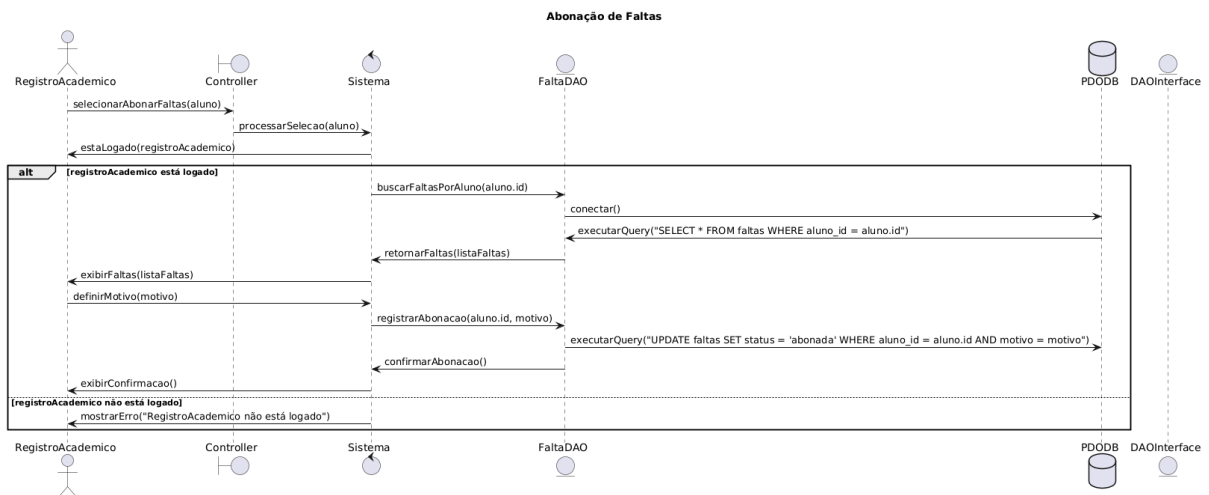 Abonação de Faltas
RegistroAcademico Controller Sistema FaltaDAO PDODB DAOInterface
selecionarAbonarFaltas(aluno)
processarSelecao(aluno)
estaLogado(registroAcademico)
alt [registroAcademico está logado]
buscarFaltasPorAluno(aluno.id)
conectar()
executarQuery("SELECT * FROM faltas WHERE aluno_id = aluno.id")
retornarFaltas(listaFaltas)
exibirFaltas(listaFaltas)
definirMotivo(motivo)
registrarAbonacao(aluno.id, motivo)
executarQuery("UPDATE faltas SET status = 'abonada' WHERE aluno_id = aluno.id AND motivo = motivo")
confirmarAbonacao()
exibirConfirmacao()
[registroAcademico não está logado]
mostrarErro("RegistroAcademico não está logado")
RegistroAcademico Controller Sistema FaltaDAO PDODB DAOInterface